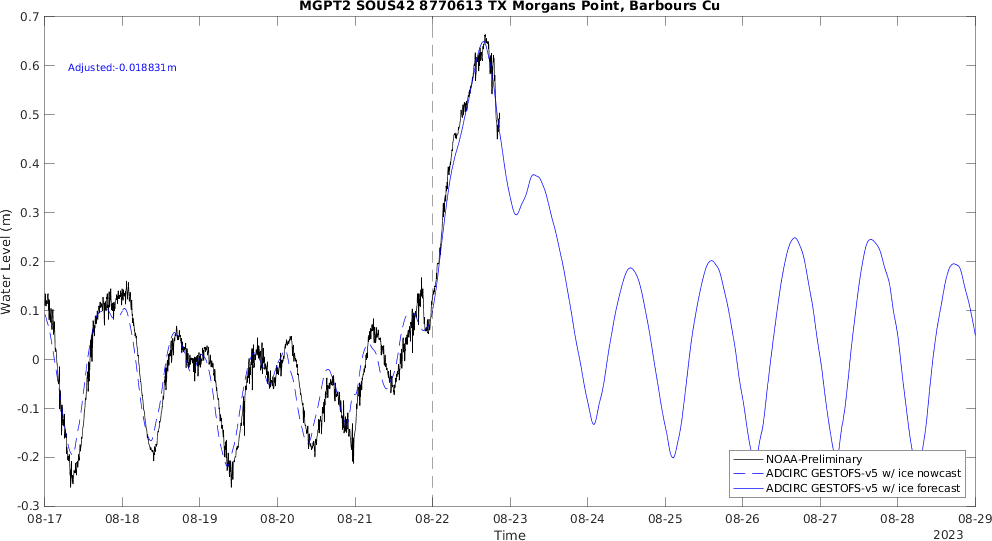 MGPT2 SOUS42 8770613 TX Morgans Point, Barbours Cu
Adjusted:-0.018831m
Water Level (m)
0.7
0.6
0.5
0.4
0.3
0.2
0.1
0
-0.1
-0.2
-0.3
NOAA-Preliminary
ADCIRC GESTOFS-v5 w/ ice nowcast
ADCIRC GESTOFS-v5 w/ ice forecast
08-17 08-18 08-19 08-20 08-21 08-22 08-23 08-24 08-25 08-26 08-27 08-28 08-29
Time
2023